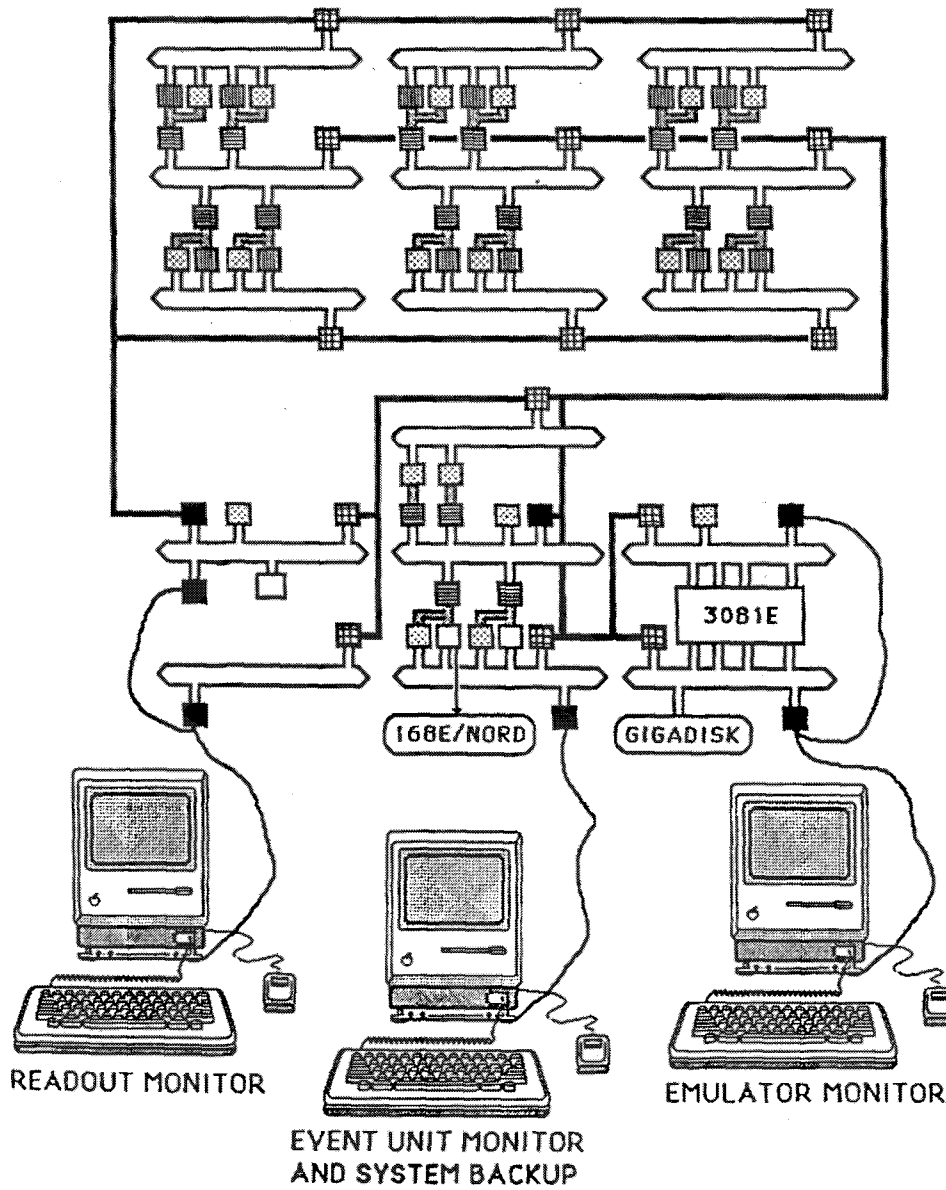 3081E
168E/NORD
GIGADISK
READOUT MONITOR
EMULATOR MONITOR
EVENT UNIT MONITOR
AND SYSTEM BACKUP